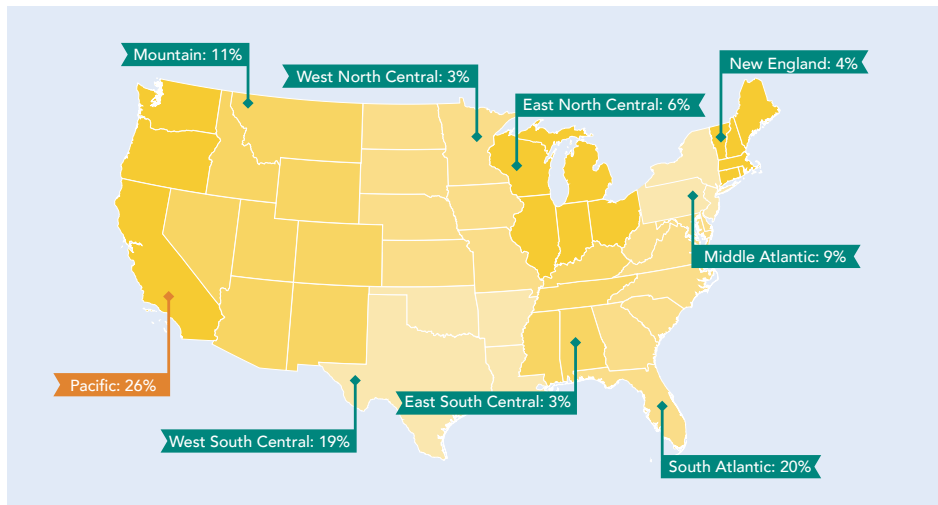 Mountain: 11%
New England: 4%
West North Central: 3%
East North Central: 6%
Middle Atlantic: 9%
Pacific: 26%
East South Central: 3%
West South Central: 19%
South Atlantic: 20%